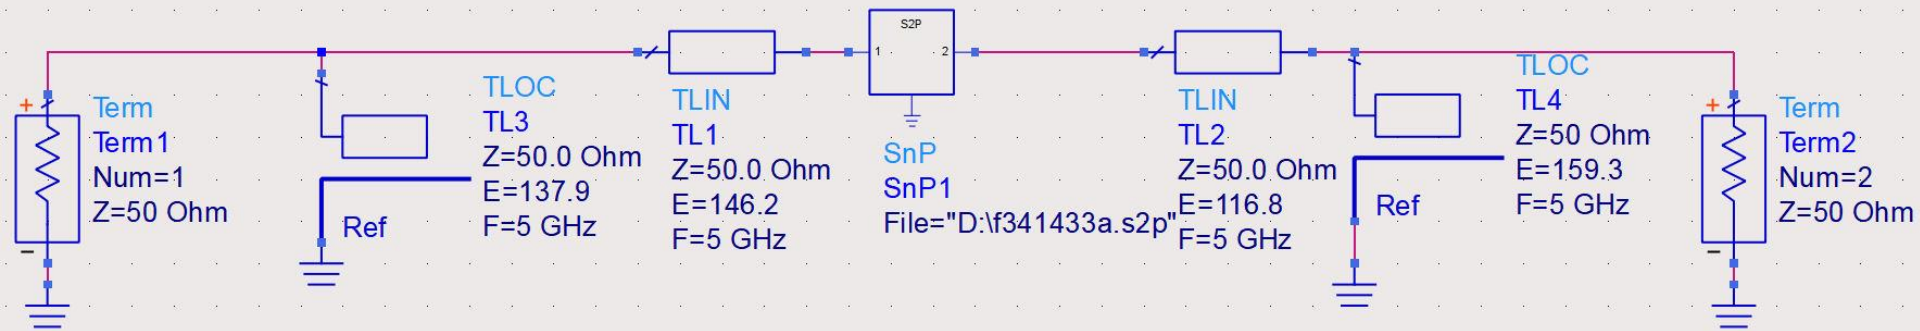 +
Term
Term1
Num=1
Z=50 Ohm
−
Ref
TLOC
TL3
Z=50.0 Ohm
E=137.9
F=5 GHz
TLIN
TL1
Z=50.0 Ohm
E=146.2
F=5 GHz
S2P
1
2
SnP
SnP1
File="D:\f341433a.s2p"
TLIN
TL2
Z=50.0 Ohm
E=116.8
F=5 GHz
Ref
TLOC
TL4
Z=50 Ohm
E=159.3
F=5 GHz
+
Term
Term2
Num=2
Z=50 Ohm
−